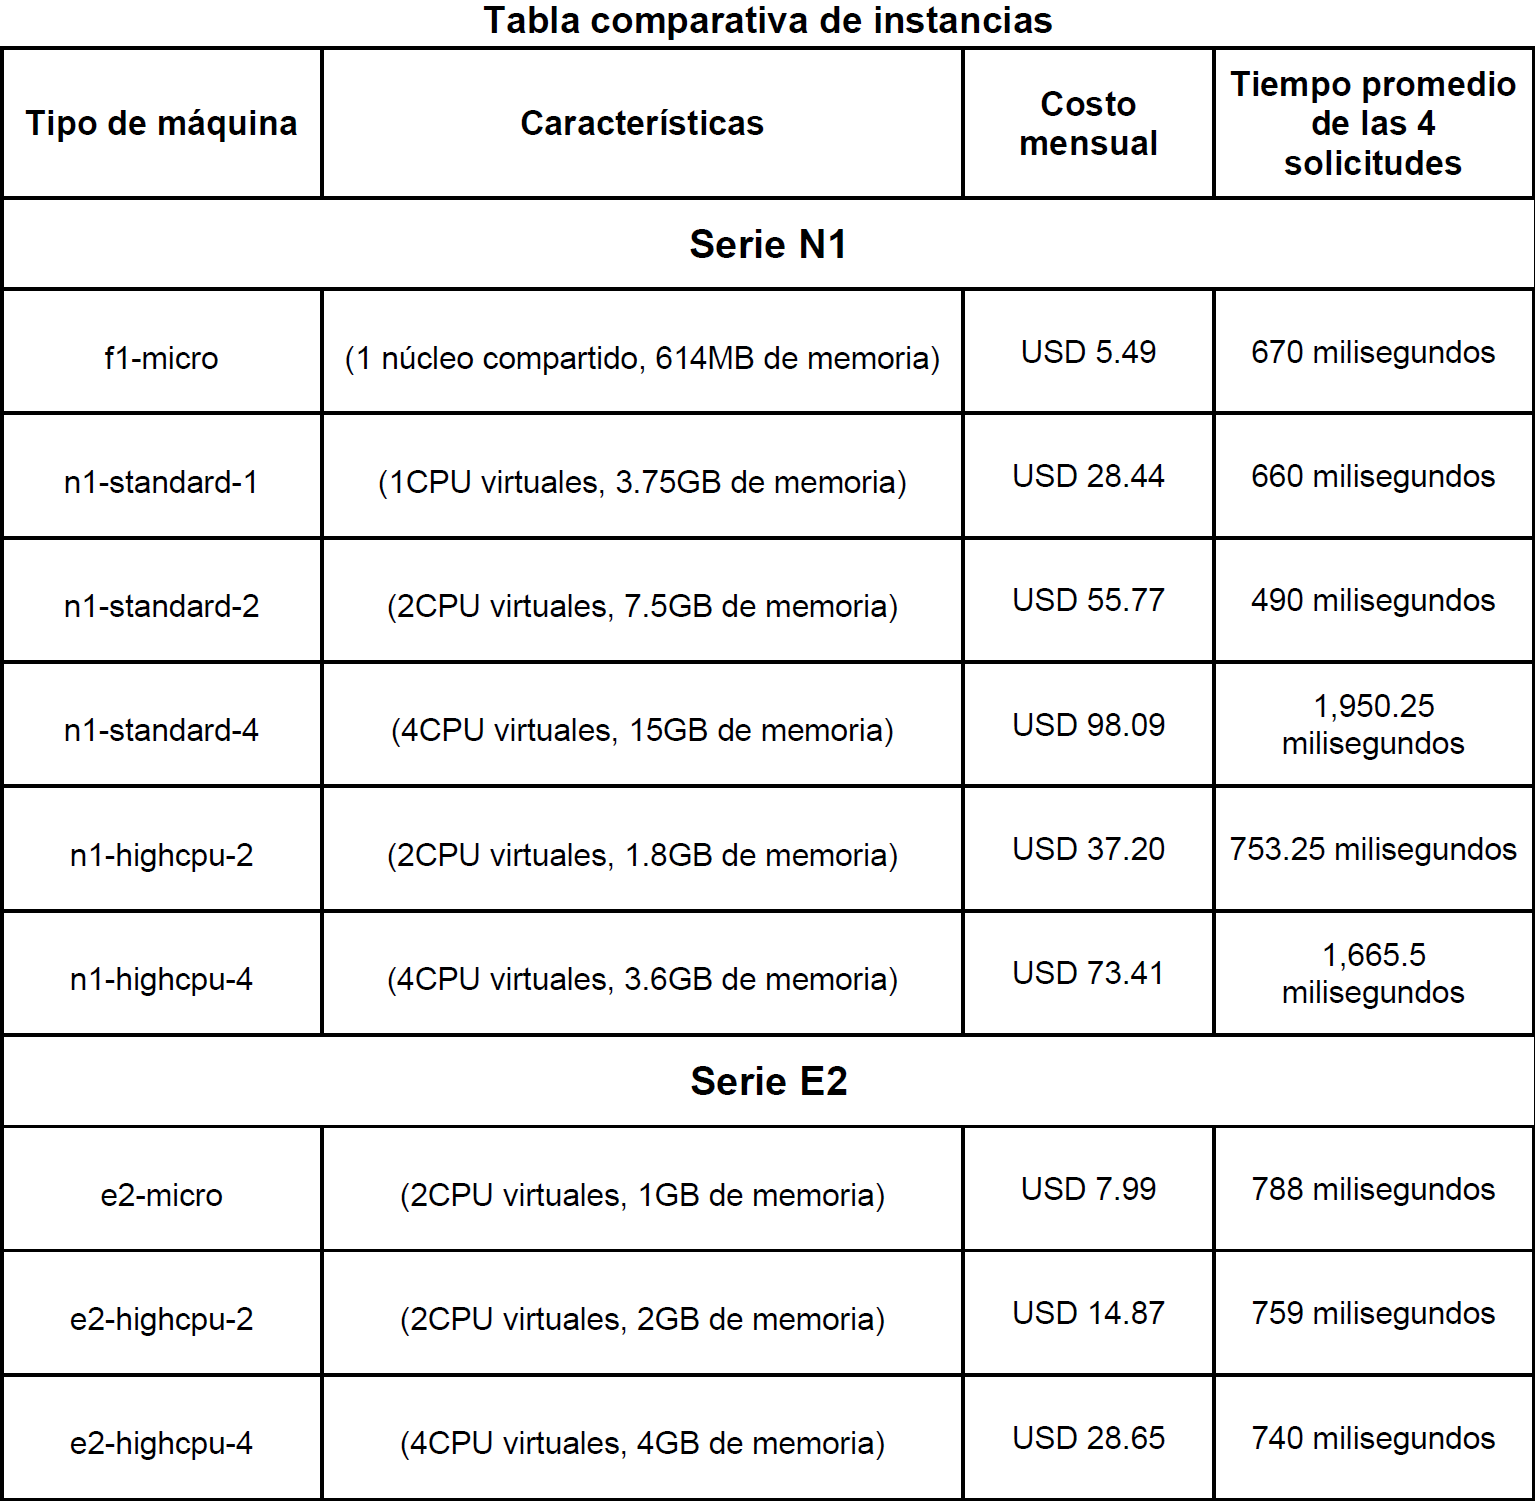 Tabla comparativa de instancias
Tipo de máquina
Características
Costo
mensual
Tiempo promedio
de las 4
solicitudes
Serie N1
f1-micro
(1 núcleo compartido, 614MB de memoria)
USD 5.49
670 milisegundos
n1-standard-1
(1CPU virtuales, 3.75GB de memoria)
USD 28.44
660 milisegundos
n1-standard-2
(2CPU virtuales, 7.5GB de memoria)
USD 55.77
490 milisegundos
n1-standard-4
(4CPU virtuales, 15GB de memoria)
USD 98.09
1,950.25
milisegundos
n1-highcpu-2
(2CPU virtuales, 1.8GB de memoria)
USD 37.20
753.25 milisegundos
n1-highcpu-4
(4CPU virtuales, 3.6GB de memoria)
USD 73.41
1,665.5
milisegundos
Serie E2
e2-micro
(2CPU virtuales, 1GB de memoria)
USD 7.99
788 milisegundos
e2-highcpu-2
(2CPU virtuales, 2GB de memoria)
USD 14.87
759 milisegundos
e2-highcpu-4
(4CPU virtuales, 4GB de memoria)
USD 28.65
740 milisegundos